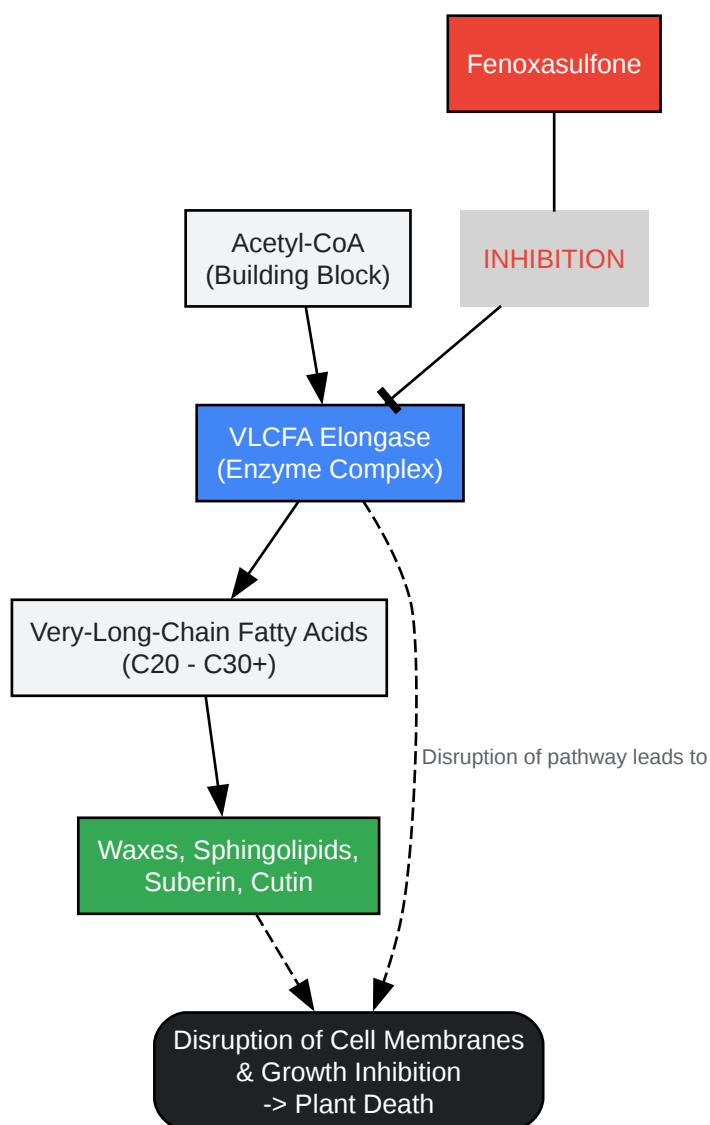 Fenoxasulfone
Acetyl-CoA
(Building Block)
INHIBITION
VLCFA Elongase
(Enzyme Complex)
Very-Long-Chain Fatty Acids
(C20 - C30+)
Disruption of pathway leads to
Waxes, Sphingolipids,
Suberin, Cutin
Disruption of Cell Membranes
& Growth Inhibition
-> Plant Death